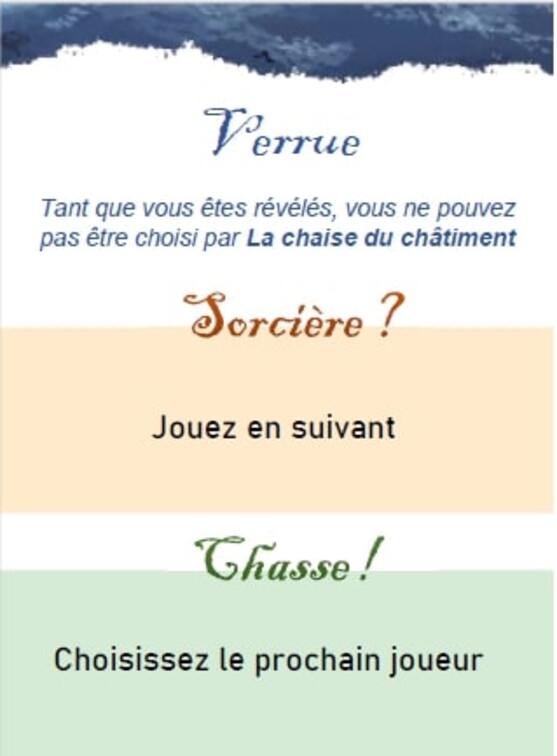 Verrue
Tant que vous êtes révélés, vous ne pouvez
pas être choisi par La chaise du châtiment
Sorcière ?
Jouez en suivant
Chasse !
Choisissez le prochain joueur